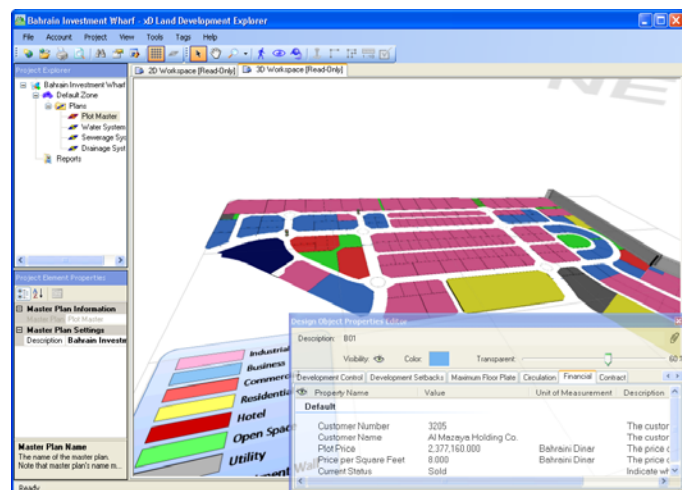 Bahrain Investment Wharf - xD Land Development Explorer
File Account Project View Tools Tags Help
Project Explorer
Bahrain Investment Wharf
Default Zone
Plans
Plot Master
Water System
Sewerage Sys
Drainage Syst
Reports
2D Workspace [Read-Only] 3D Workspace [Read-Only]
NE
Project Element Properties
Master Plan Information
Master Plan Plot Master
Master Plan Settings
Description Bahrain Investm
Master Plan Name
The name of the master plan.
Note that master plan's name m...
Industrial
Business
Commerc
Residential
Hotel
Open Space
Utility
Design Object Properties Editor
Description: B01
Visibility: Color: Transparent: 60
Development Control Development Setbacks Maximum Floor Plate Circulation Financial Contract
Property Name Value Unit of Measurement Description
Default
Customer Number 3205 The custor
Customer Name Al Mazaya Holding Co. The custor
Plot Price 2,377,160.000 Bahraini Dinar The price c
Price per Square Feet 8.000 Bahraini Dinar The price c
Current Status Sold Indicate wh
Ready